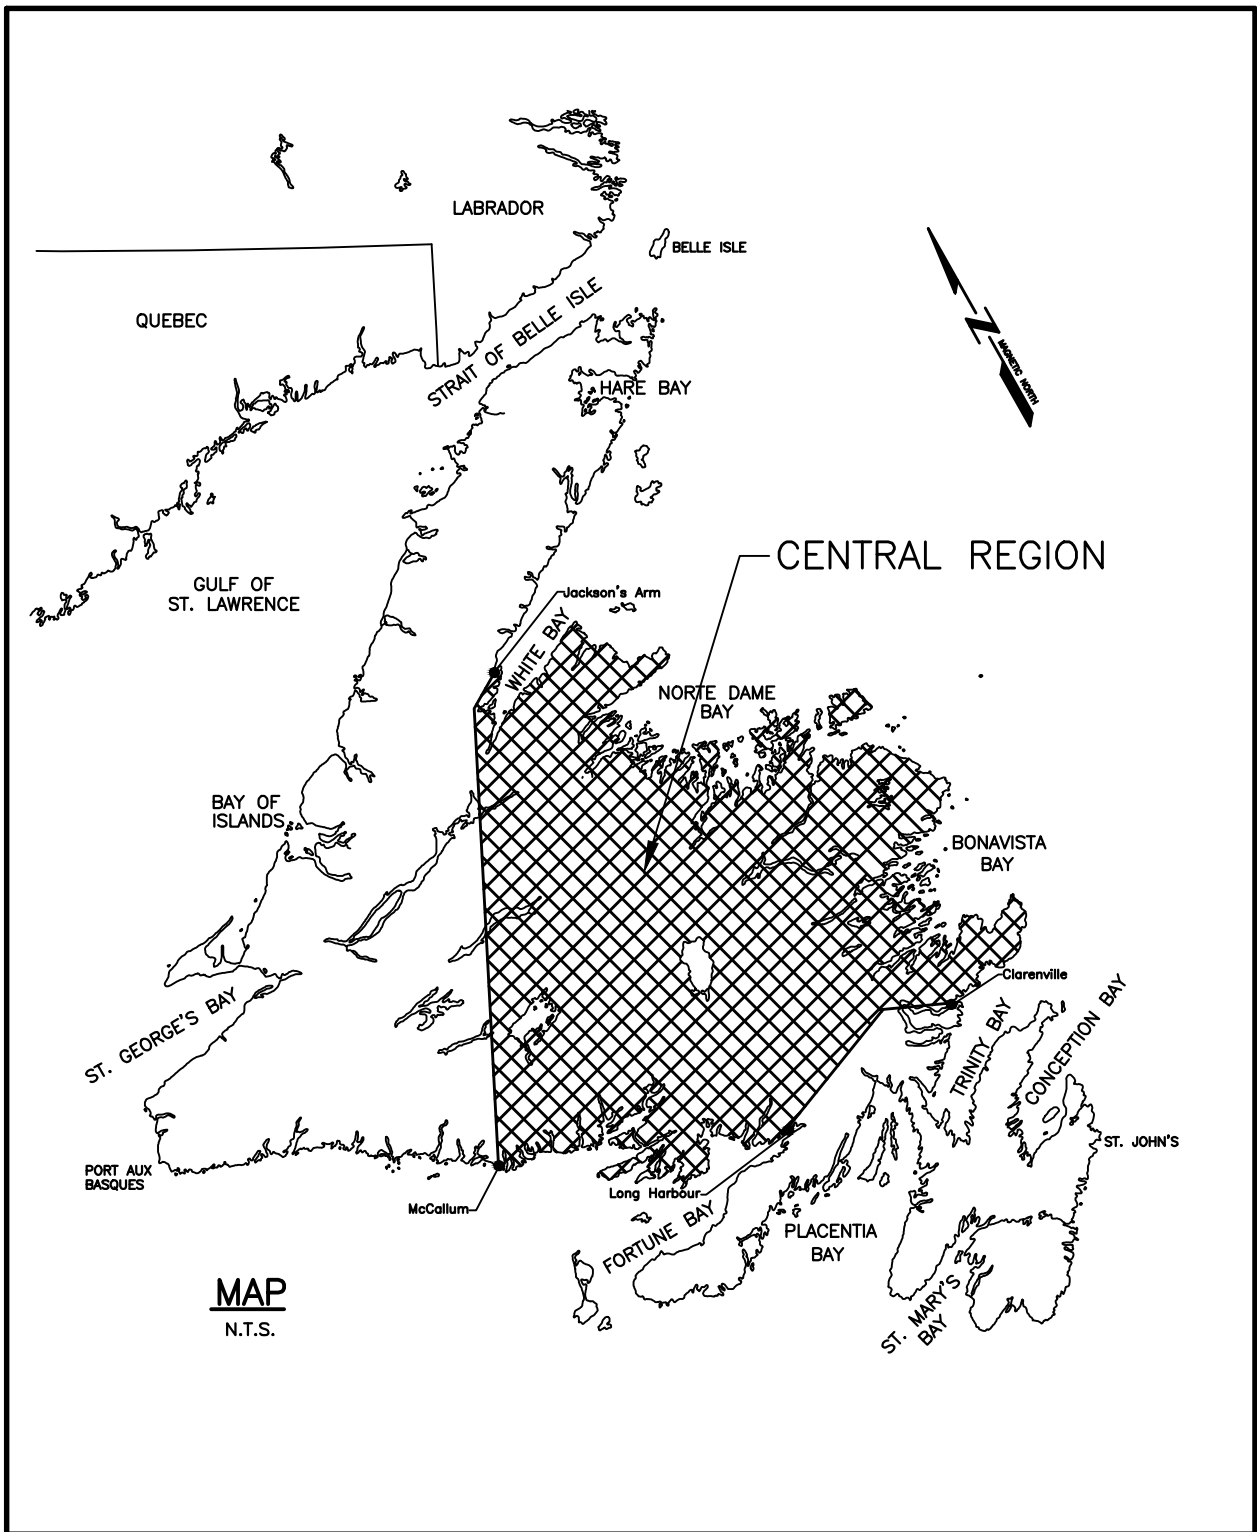 LABRADOR
BELLE ISLE
QUEBEC
STRAIT OF BELLE ISLE
N
MAGNETIC NORTH
HARE BAY
CENTRAL REGION
GULF OF
ST. LAWRENCE
Jackson's Arm
WHITE BAY
NORTE DAME
BAY
BAY OF
ISLANDS
BONAVISTA
BAY
Clarenville
ST. GEORGE'S BAY
TRINITY BAY
CONCEPTION BAY
ST. JOHN'S
PORT AUX
BASQUES
McCallum
Long Harbour
FORTUNE BAY
PLACENTIA
BAY
ST. MARY'S
BAY
MAP
N.T.S.